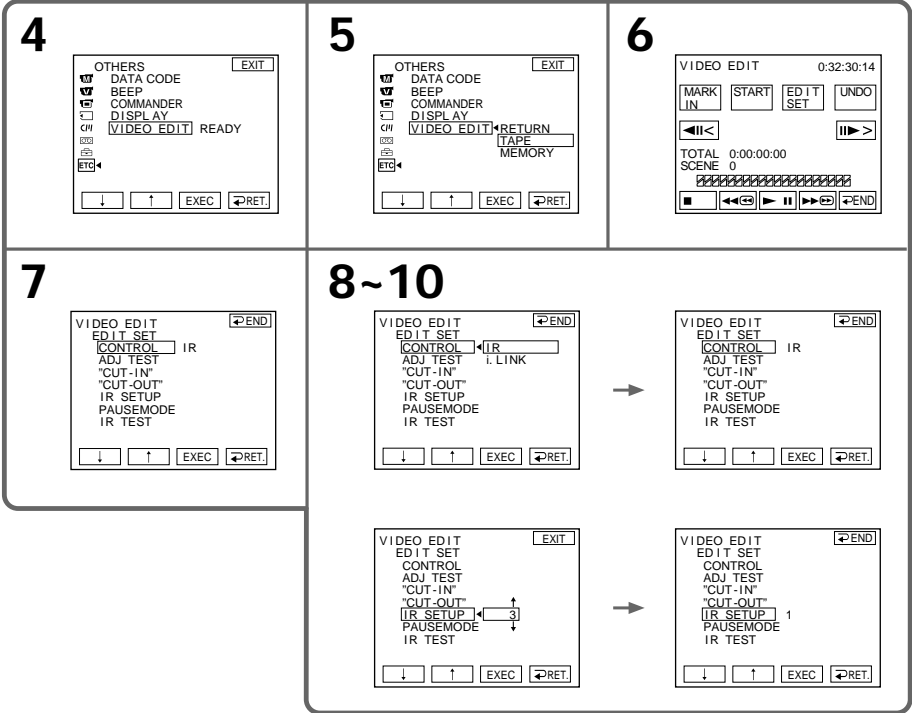 4
OTHERS EXIT
DATA CODE
BEEP
COMMANDER
DISPLAY
VIDEO EDIT READY
ETC
↓ ↑ EXEC RET.
5
OTHERS EXIT
DATA CODE
BEEP
COMMANDER
DISPLAY
VIDEO EDIT RETURN
TAPE
MEMORY
ETC
↓ ↑ EXEC RET.
6
VIDEO EDIT 0:32:30:14
MARK IN START EDIT SET UNDO
TOTAL 0:00:00:00
SCENE 0
END
7
VIDEO EDIT END
EDIT SET
CONTROL IR
ADJ TEST
"CUT-IN"
"CUT-OUT"
IR SETUP
PAUSEMODE
IR TEST
↓ ↑ EXEC RET.
8~10
VIDEO EDIT END
EDIT SET
CONTROL IR
ADJ TEST i. LINK
"CUT-IN"
"CUT-OUT"
IR SETUP
PAUSEMODE
IR TEST
↓ ↑ EXEC RET.
VIDEO EDIT END
EDIT SET
CONTROL IR
ADJ TEST
"CUT-IN"
"CUT-OUT"
IR SETUP
PAUSEMODE
IR TEST
↓ ↑ EXEC RET.
VIDEO EDIT EXIT
EDIT SET
CONTROL
ADJ TEST
"CUT-IN"
"CUT-OUT"
IR SETUP 3
PAUSEMODE
IR TEST
↓ ↑ EXEC RET.
VIDEO EDIT END
EDIT SET
CONTROL
ADJ TEST
"CUT-IN"
"CUT-OUT"
IR SETUP 1
PAUSEMODE
IR TEST
↓ ↑ EXEC RET.